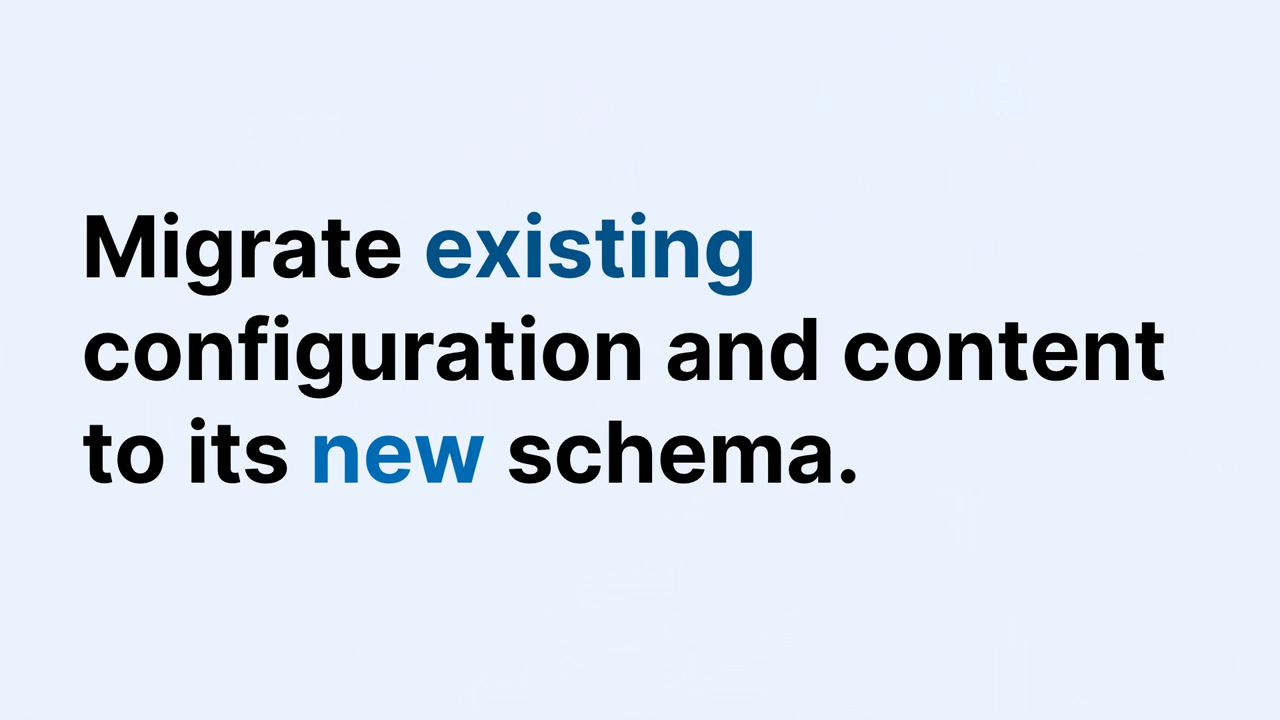 Migrate existing
configuration and content
to its new schema.